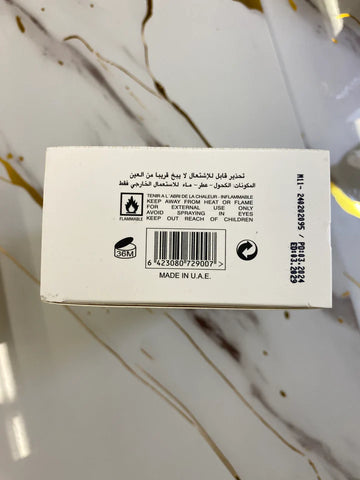 تحذير قابل للإشتعال لا يبخ قريبا من العين
المكونات الكحول - عطر - ماء للاستعمال الخارجي فقط
TENIR A L'ABRI DE LA CHALEUR - INFLAMMABLE
KEEP AWAY FROM HEAT OR FLAME
FOR EXTERNAL USE ONLY
AVOID SPRAYING IN EYES
KEEP OUT REACH OF CHILDREN
FLAMMABLE
36M
6 423080 729007 >
MADE IN U.A.E.
M11- 240202095 / PD:03.2024
ED:03.2029